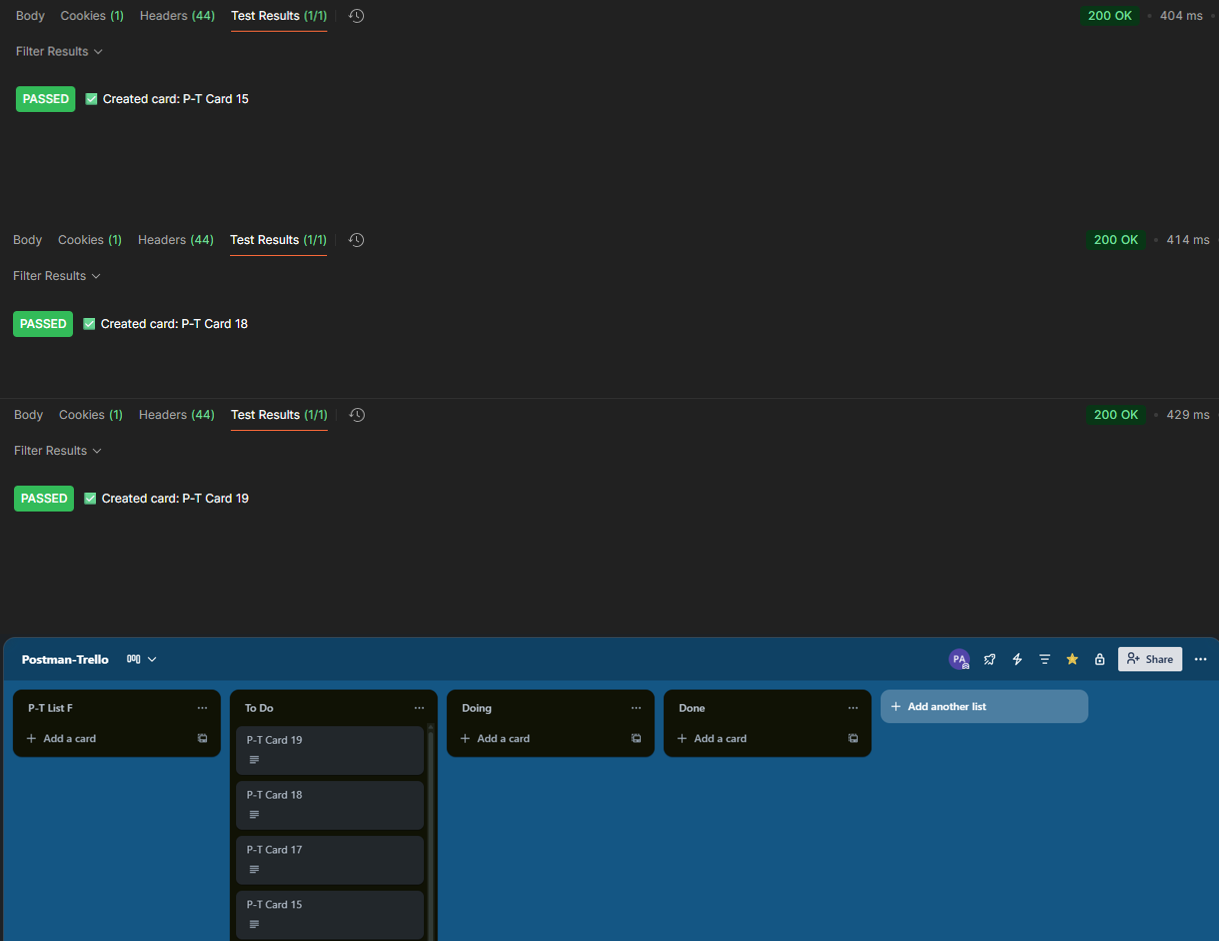 Body Cookies (1) Headers (44) Test Results (1/1) 200 OK • 404 ms •
Filter Results
PASSED ✅ Created card: P-T Card 15
Body Cookies (1) Headers (44) Test Results (1/1) 200 OK • 414 ms
Filter Results
PASSED ✅ Created card: P-T Card 18
Body Cookies (1) Headers (44) Test Results (1/1) 200 OK • 429 ms
Filter Results
PASSED ✅ Created card: P-T Card 19
Postman-Trello PA Share
P-T List F
+ Add a card
To Do
P-T Card 19
P-T Card 18
P-T Card 17
P-T Card 15
Doing
+ Add a card
Done
+ Add a card
+ Add another list